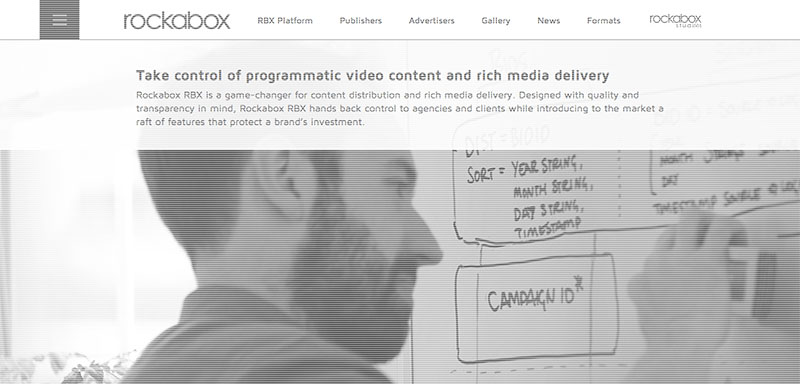 rockabox
RBX Platform
Publishers
Advertisers
Gallery
News
Formats
rockabox
studios
Take control of programmatic video content and rich media delivery
Rockabox RBX is a game-changer for content distribution and rich media delivery. Designed with quality and
transparency in mind, Rockabox RBX hands back control to agencies and clients while introducing to the market a
raft of features that protect a brand's investment.
BIDS
DIST = BIDID
SORT = YEAR STRING,
MONTH STRING,
DAY STRING,
TIMESTAMP
MONTH
DAY
TIMESTAMP
CAMPAIGN ID*